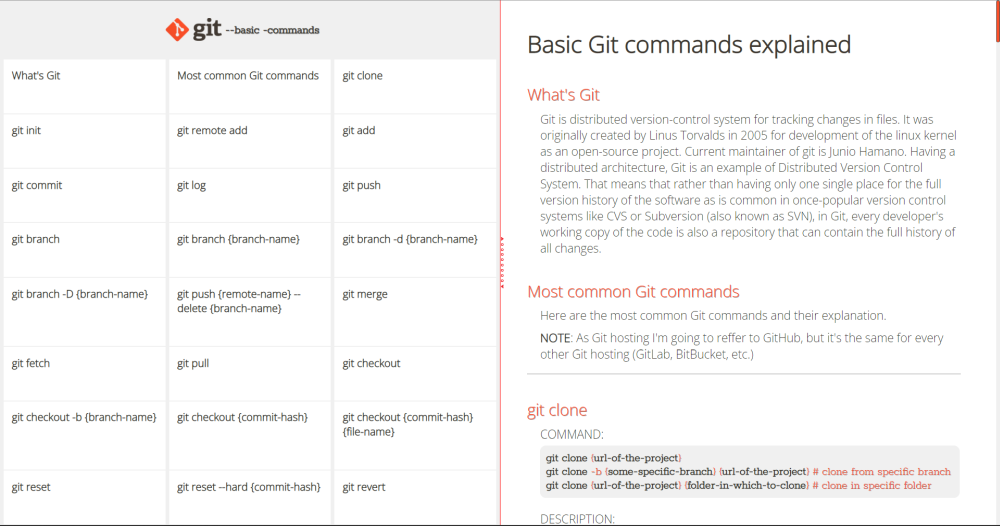 git --basic -commands
What's Git
Most common Git commands
git clone
git init
git remote add
git add
git commit
git log
git push
git branch
git branch {branch-name}
git branch -d {branch-name}
git branch -D {branch-name}
git push {remote-name} --
delete {branch-name}
git merge
git fetch
git pull
git checkout
git checkout -b {branch-name}
git checkout {commit-hash}
git checkout {commit-hash}
{file-name}
git reset
git reset --hard {commit-hash}
git revert
Basic Git commands explained
What's Git
Git is distributed version-control system for tracking changes in files. It was
originally created by Linus Torvalds in 2005 for development of the linux kernel
as an open-source project. Current maintainer of git is Junio Hamano. Having a
distributed architecture, Git is an example of Distributed Version Control
System. That means that rather than having only one single place for the full
version history of the software as is common in once-popular version control
systems like CVS or Subversion (also known as SVN), in Git, every developer's
working copy of the code is also a repository that can contain the full history of
all changes.
Most common Git commands
Here are the most common Git commands and their explanation.
NOTE: As Git hosting I'm going to reffer to GitHub, but it's the same for every
other Git hosting (GitLab, BitBucket, etc.)
git clone
COMMAND:
git clone {url-of-the-project}
git clone -b {some-specific-branch} {url-of-the-project} # clone from specific branch
git clone {url-of-the-project} {folder-in-which-to-clone} # clone in specific folder
DESCRIPTION: